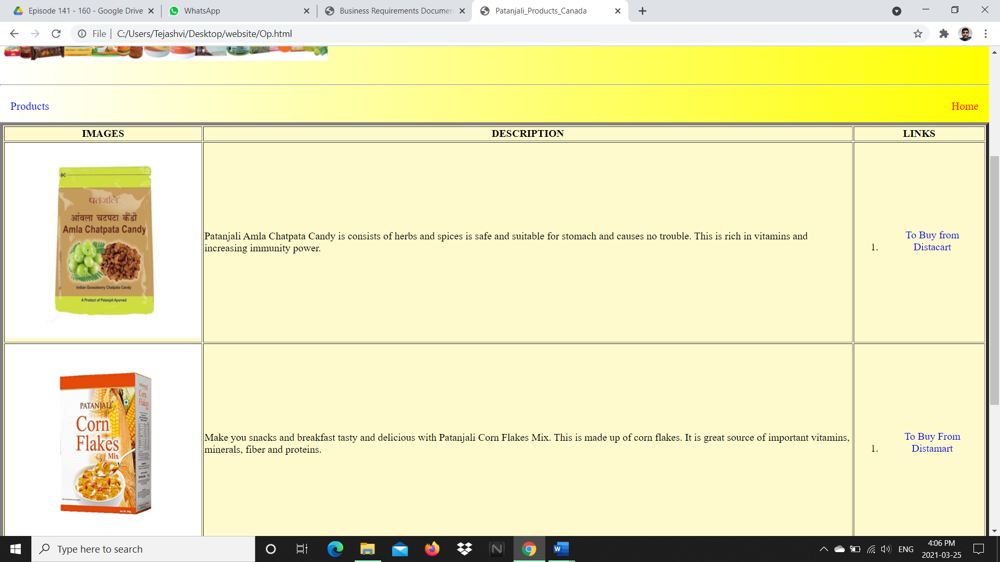 Episode 141 - 160 - Google Drive
WhatsApp
Business Requirements Documen
Patanjali_Products_Canada
File
C:/Users/Tejashvi/Desktop/website/Op.html
Products
Home
IMAGES
DESCRIPTION
LINKS
पतंजलि
आंवला चटपटा कैंडी
Amla Chatpata Candy
Indian Gooseberry Chatpata Candy
A Product of Patanjali Ayurved
Patanjali Amla Chatpata Candy is consists of herbs and spices is safe and suitable for stomach and causes no trouble. This is rich in vitamins and
increasing immunity power.
1.
To Buy from
Distacart
PATANJALI
Corn
Flakes
Mix
PATANJALI
Corn
Flakes
Mix
Make you snacks and breakfast tasty and delicious with Patanjali Corn Flakes Mix. This is made up of corn flakes. It is great source of important vitamins,
minerals, fiber and proteins.
1.
To Buy From
Distamart
Type here to search
ENG
4:06 PM
2021-03-25